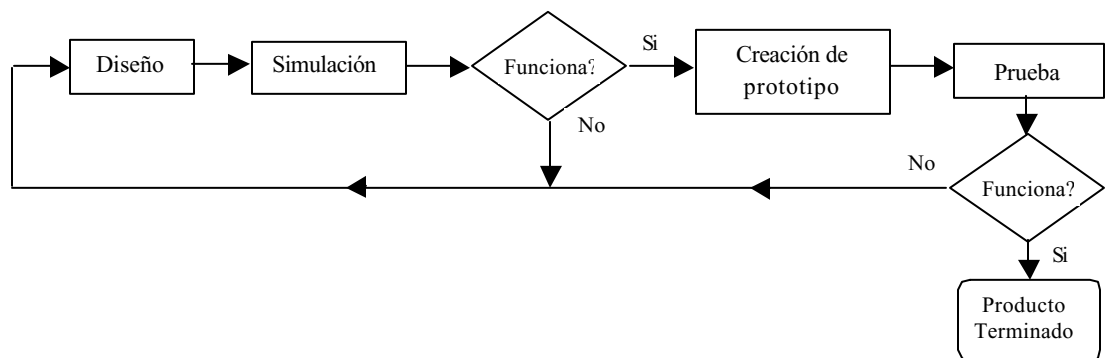 Diseño
Simulación
Funciona?
Si
Creación de
prototipo
Prueba
No
No
Funciona?
Si
Producto
Terminado